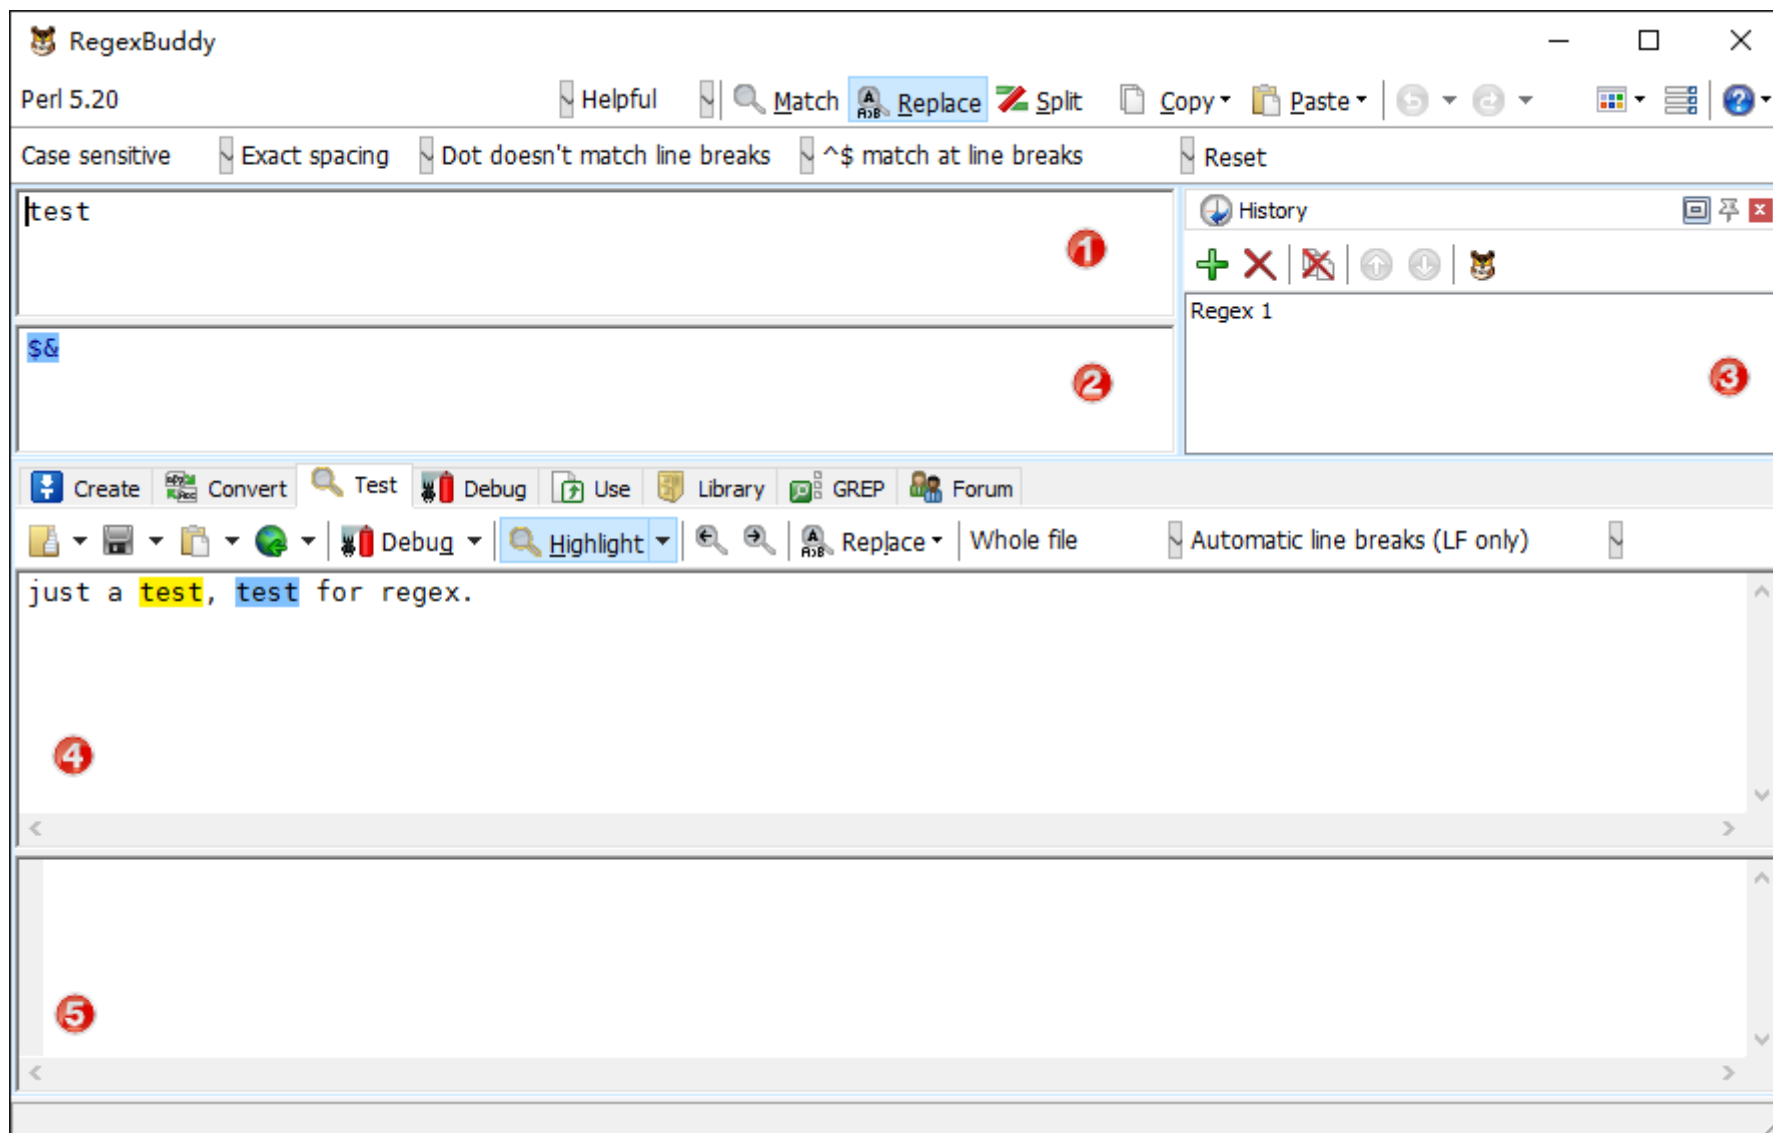 RegexBuddy
Perl 5.20 Helpful Match Replace Split Copy Paste
Case sensitive Exact spacing Dot doesn't match line breaks ^$ match at line breaks Reset
test
1
History
Regex 1
$&
2
3
Create Convert Test Debug Use Library GREP Forum
Debug Highlight Replace Whole file Automatic line breaks (LF only)
just a test, test for regex.
4
5